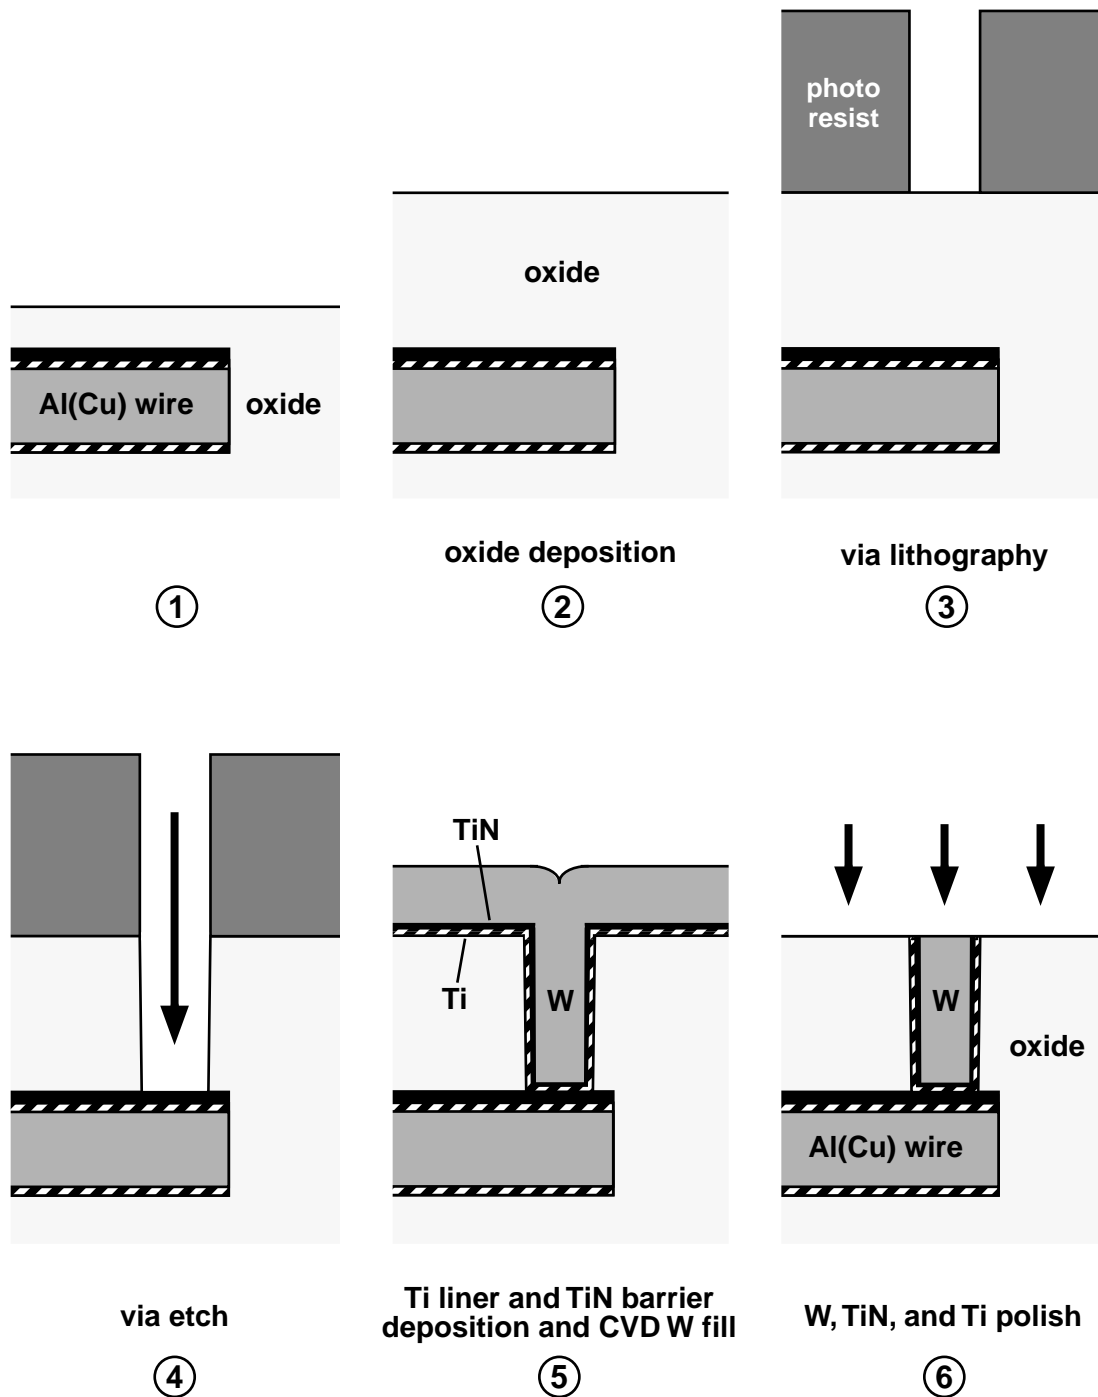 photo
resist
oxide
Al(Cu) wire
oxide
oxide deposition
via lithography
1
2
3
TiN
Ti
W
W
oxide
Al(Cu) wire
via etch
Ti liner and TiN barrier
deposition and CVD W fill
W, TiN, and Ti polish
4
5
6